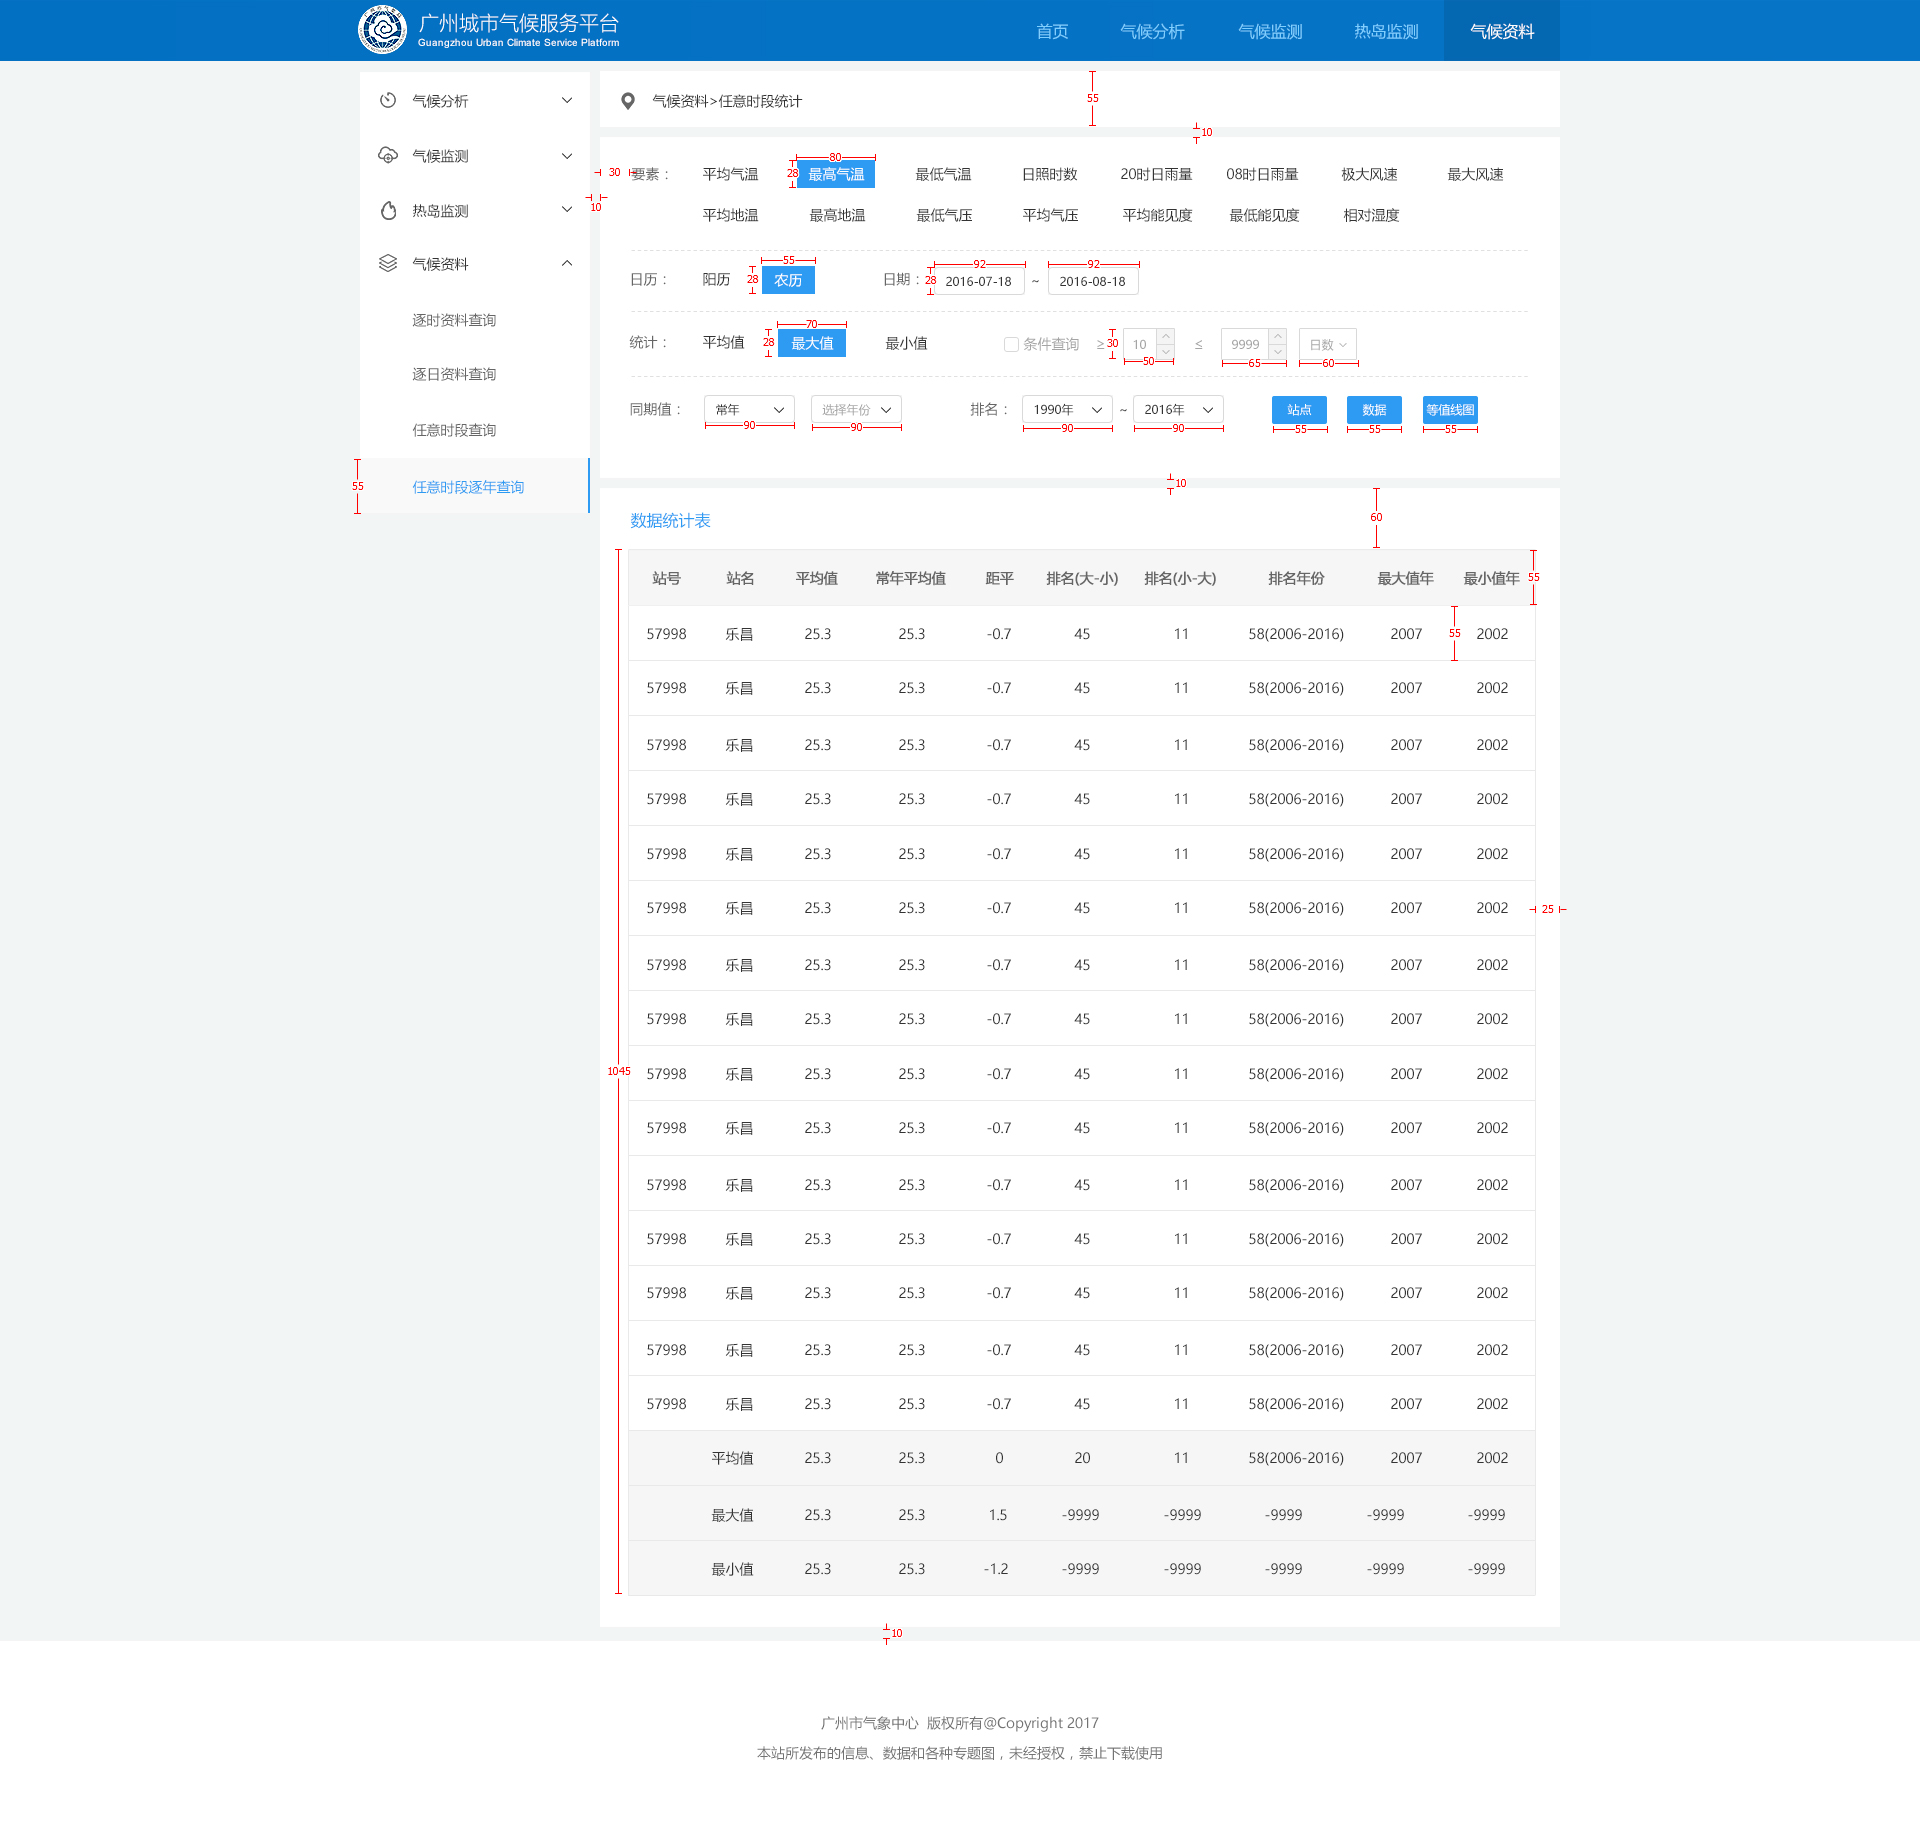 广州城市气候服务平台
Guangzhou Urban Climate Service Platform
首页 气候分析 气候监测 热岛监测 气候资料
气候分析
气候监测
热岛监测
气候资料
逐时资料查询
逐日资料查询
任意时段查询
55
任意时段逐年查询
气候资料>任意时段统计
55
10
30
10
80
要素： 平均气温 28 最高气温 最低气温 日照时数 20时日雨量 08时日雨量 极大风速 最大风速
平均地温 最高地温 最低气压 平均气压 平均能见度 最低能见度 相对湿度
55 92 92
日历： 阳历 28 农历 日期： 28 2016-07-18 ~ 2016-08-18
70
统计： 平均值 28 最大值 最小值 条件查询 ≥ 30 10 ≤ 9999 日数
50 65 60
同期值： 常年 选择年份 排名： 1990年 ~ 2016年 站点 数据 等值线图
90 90 90 90 55 55 55
10
60
数据统计表
站号 站名 平均值 常年平均值 距平 排名(大-小) 排名(小-大) 排名年份 最大值年 最小值年 55
57998 乐昌 25.3 25.3 -0.7 45 11 58(2006-2016) 2007 55 2002
57998 乐昌 25.3 25.3 -0.7 45 11 58(2006-2016) 2007 2002
57998 乐昌 25.3 25.3 -0.7 45 11 58(2006-2016) 2007 2002
57998 乐昌 25.3 25.3 -0.7 45 11 58(2006-2016) 2007 2002
57998 乐昌 25.3 25.3 -0.7 45 11 58(2006-2016) 2007 2002
57998 乐昌 25.3 25.3 -0.7 45 11 58(2006-2016) 2007 2002 25
57998 乐昌 25.3 25.3 -0.7 45 11 58(2006-2016) 2007 2002
57998 乐昌 25.3 25.3 -0.7 45 11 58(2006-2016) 2007 2002
1045 57998 乐昌 25.3 25.3 -0.7 45 11 58(2006-2016) 2007 2002
57998 乐昌 25.3 25.3 -0.7 45 11 58(2006-2016) 2007 2002
57998 乐昌 25.3 25.3 -0.7 45 11 58(2006-2016) 2007 2002
57998 乐昌 25.3 25.3 -0.7 45 11 58(2006-2016) 2007 2002
57998 乐昌 25.3 25.3 -0.7 45 11 58(2006-2016) 2007 2002
57998 乐昌 25.3 25.3 -0.7 45 11 58(2006-2016) 2007 2002
57998 乐昌 25.3 25.3 -0.7 45 11 58(2006-2016) 2007 2002
平均值 25.3 25.3 0 20 11 58(2006-2016) 2007 2002
最大值 25.3 25.3 1.5 -9999 -9999 -9999 -9999 -9999
最小值 25.3 25.3 -1.2 -9999 -9999 -9999 -9999 -9999
10
广州市气象中心 版权所有@Copyright 2017
本站所发布的信息、数据和各种专题图，未经授权，禁止下载使用